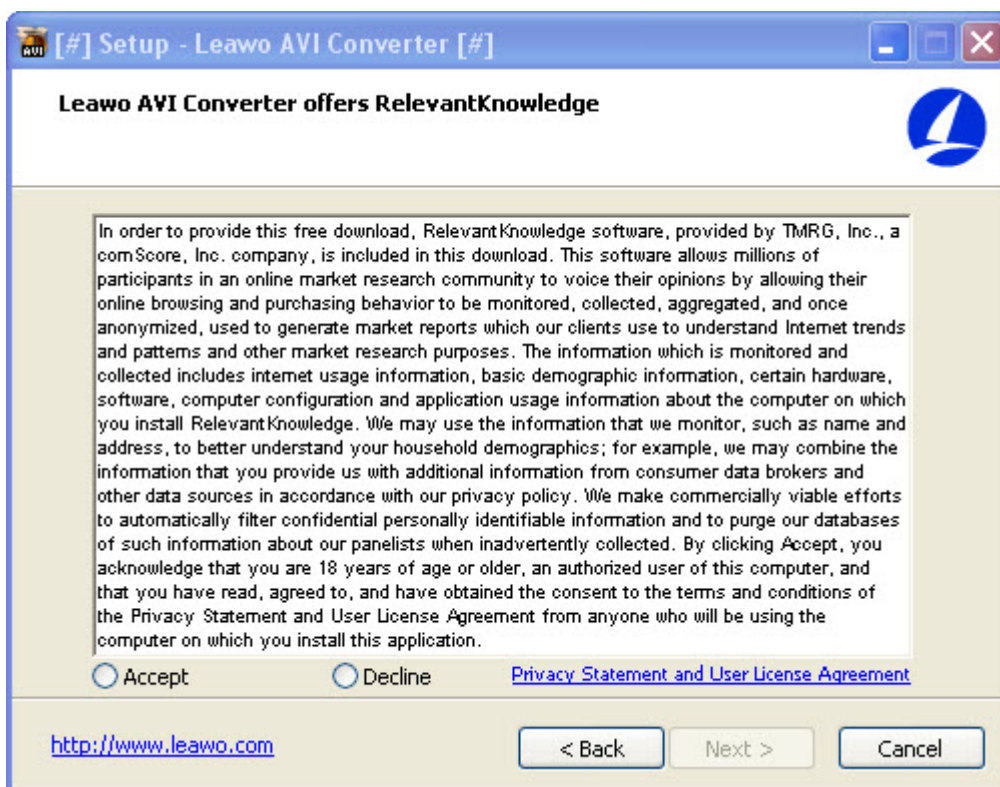 [#] Setup - Leawo AVI Converter [#]
Leawo AVI Converter offers RelevantKnowledge
In order to provide this free download, RelevantKnowledge software, provided by TMRG, Inc., a
comScore, Inc. company, is included in this download. This software allows millions of
participants in an online market research community to voice their opinions by allowing their
online browsing and purchasing behavior to be monitored, collected, aggregated, and once
anonymized, used to generate market reports which our clients use to understand Internet trends
and patterns and other market research purposes. The information which is monitored and
collected includes internet usage information, basic demographic information, certain hardware,
software, computer configuration and application usage information about the computer on which
you install RelevantKnowledge. We may use the information that we monitor, such as name and
address, to better understand your household demographics; for example, we may combine the
information that you provide us with additional information from consumer data brokers and
other data sources in accordance with our privacy policy. We make commercially viable efforts
to automatically filter confidential personally identifiable information and to purge our databases
of such information about our panelists when inadvertently collected. By clicking Accept, you
acknowledge that you are 18 years of age or older, an authorized user of this computer, and
that you have read, agreed to, and have obtained the consent to the terms and conditions of
the Privacy Statement and User License Agreement from anyone who will be using the
computer on which you install this application.
Accept Decline Privacy Statement and User License Agreement
http://www.leawo.com < Back Next > Cancel